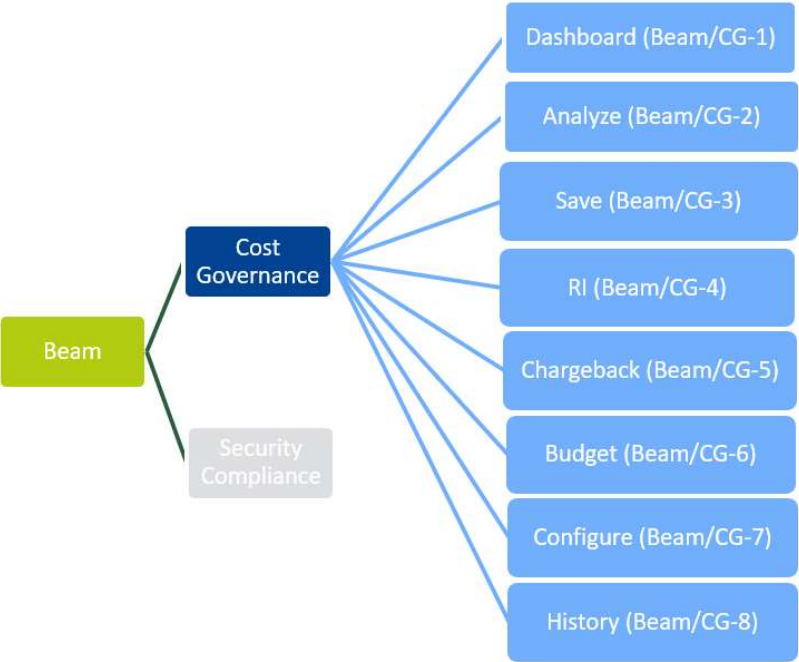 Beam
Cost
Governance
Security
Compliance
Dashboard (Beam/CG-1)
Analyze (Beam/CG-2)
Save (Beam/CG-3)
RI (Beam/CG-4)
Chargeback (Beam/CG-5)
Budget (Beam/CG-6)
Configure (Beam/CG-7)
History (Beam/CG-8)